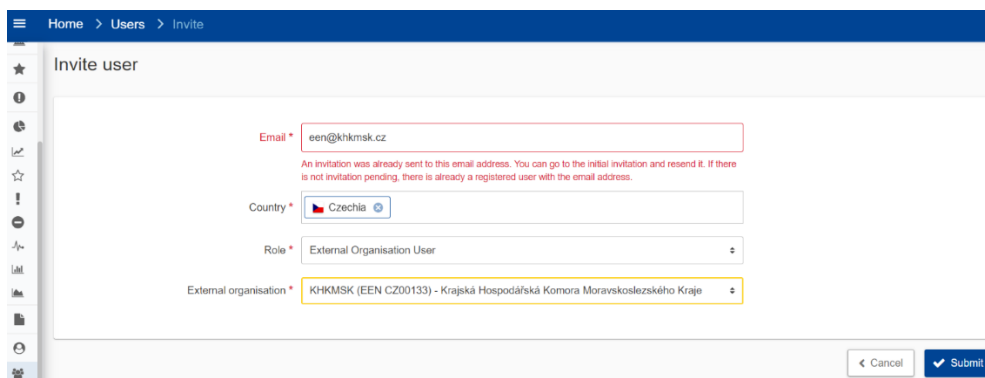 Home > Users > Invite
Invite user
Email * een@khkmsk.cz
An invitation was already sent to this email address. You can go to the initial invitation and resend it. If there
is not invitation pending, there is already a registered user with the email address.
Country * Czechia
Role * External Organisation User
External organisation * KHKMSK (EEN CZ00133) - Krajská Hospodářská Komora Moravskoslezského Kraje
Cancel Submit